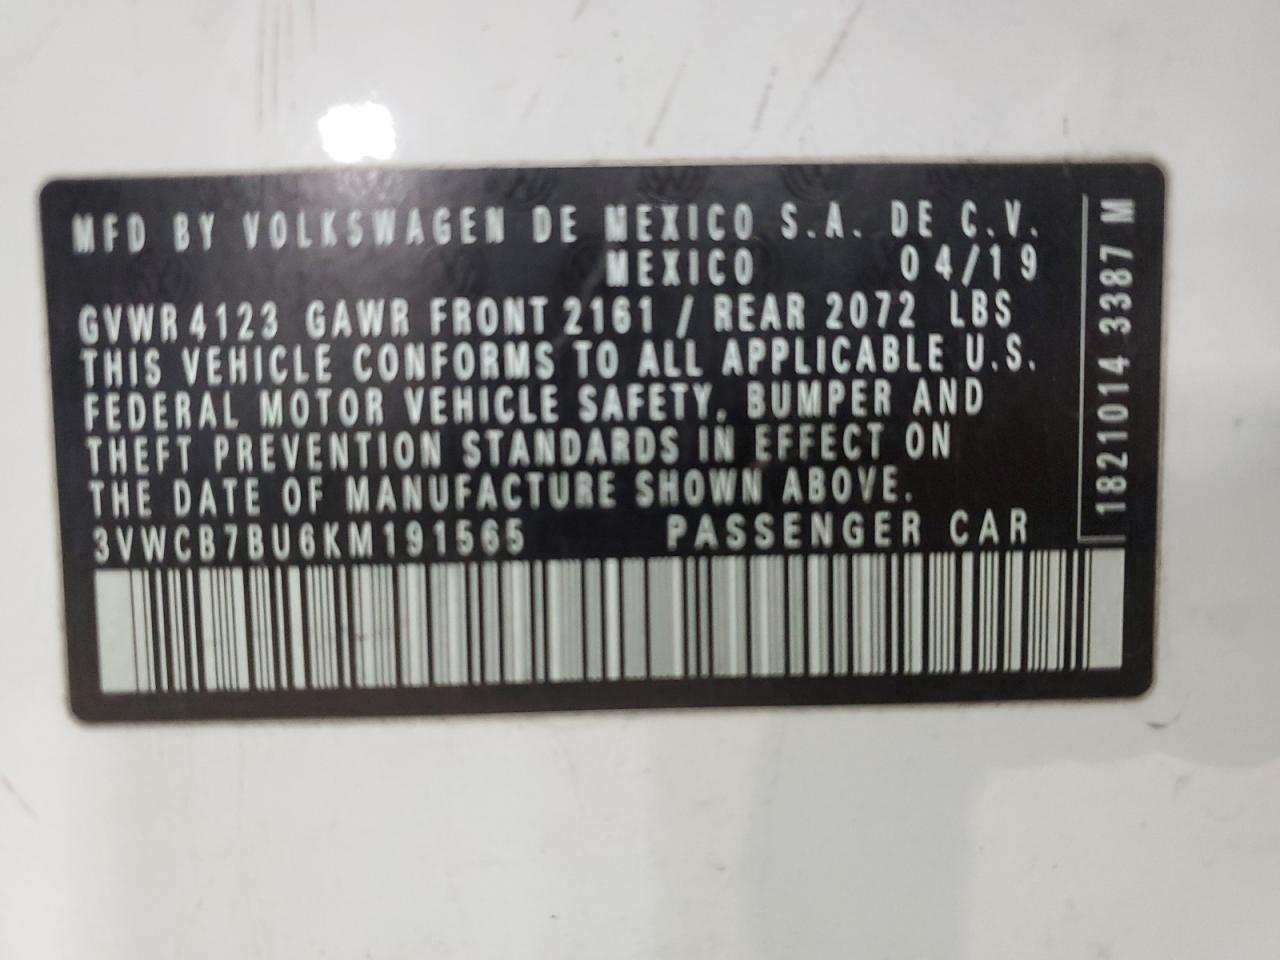 MFD BY VOLKSWAGEN DE MEXICO S.A. DE C.V.
MEXICO 04/19
GVWR 4123 GAWR FRONT 2161 / REAR 2072 LBS
THIS VEHICLE CONFORMS TO ALL APPLICABLE U.S.
FEDERAL MOTOR VEHICLE SAFETY, BUMPER AND
THEFT PREVENTION STANDARDS IN EFFECT ON
THE DATE OF MANUFACTURE SHOWN ABOVE.
3VWCB7BU6KM191565 PASSENGER CAR
1821014 3387 M